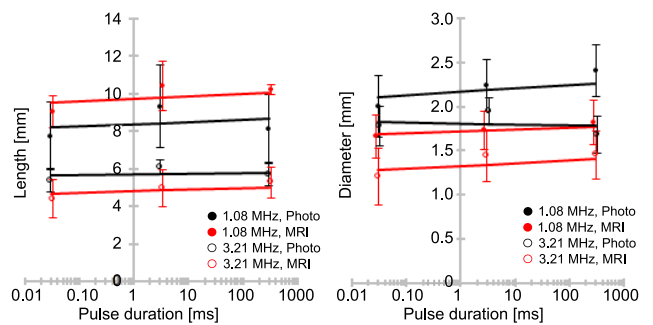 14
12
10
8
6
4
2
0
Length [mm]
1.08 MHz, Photo
1.08 MHz, MRI
3.21 MHz, Photo
3.21 MHz, MRI
0.01 0.1 1 10 100 1000
Pulse duration [ms]
3.0
2.5
2.0
1.5
1.0
0.5
0.0
Diameter [mm]
1.08 MHz, Photo
1.08 MHz, MRI
3.21 MHz, Photo
3.21 MHz, MRI
0.01 0.1 1 10 100 1000
Pulse duration [ms]